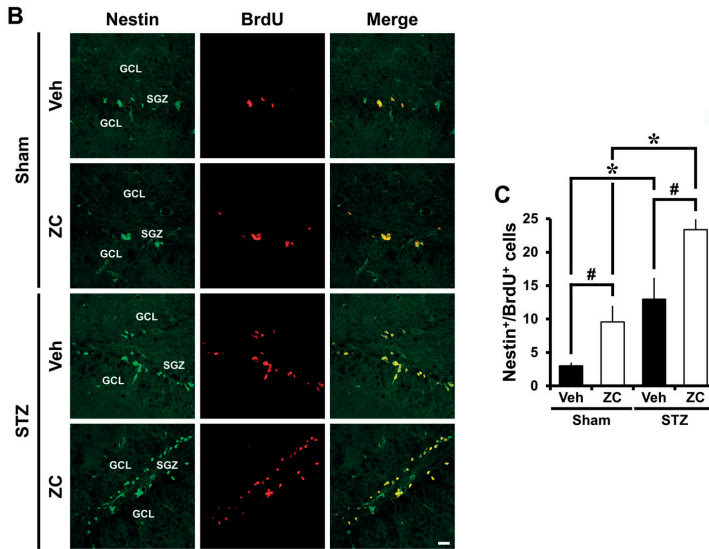 B
Nestin BrdU Merge
Sham
Veh
GCL
SGZ
GCL
ZC
GCL
SGZ
GCL
STZ
Veh
GCL
SGZ
GCL
ZC
GCL SGZ
GCL
C
Nestin⁺/BrdU⁺ cells
25
20
15
10
5
0
*
*
#
#
Veh ZC Veh ZC
Sham STZ